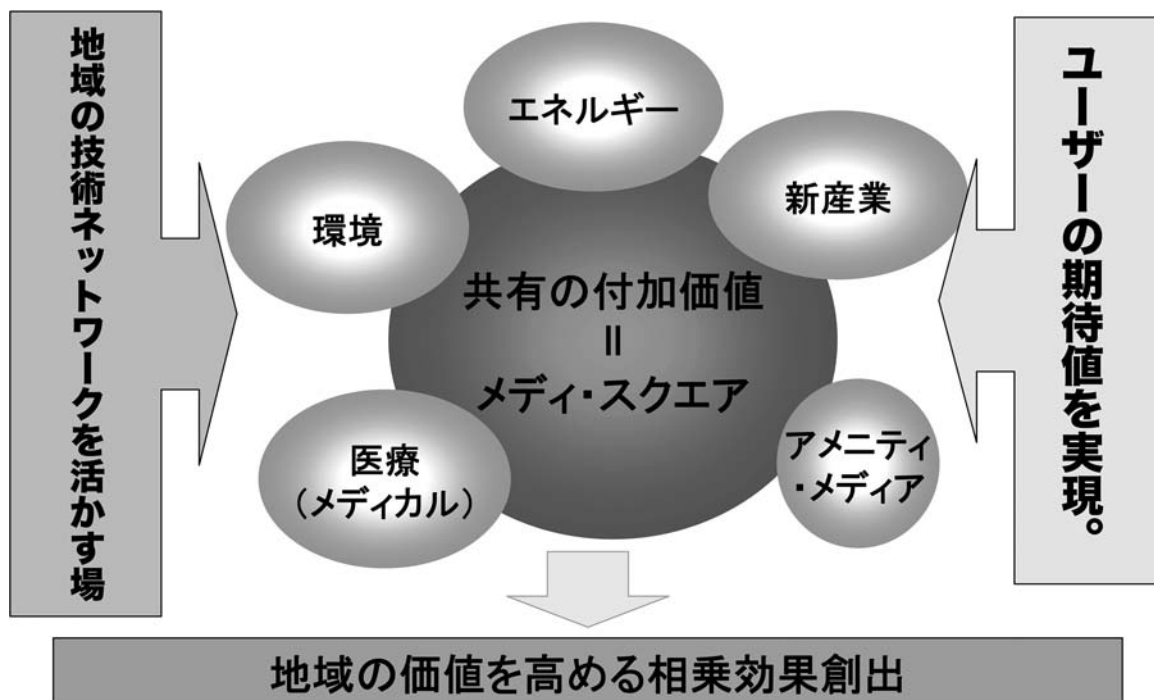 地域の技術ネットワークを活かす場
エネルギー
環境
新産業
共有の付加価値
＝
メディ・スクエア
医療
（メディカル）
アメニティ
・メディア
ユーザーの期待値を実現。
地域の価値を高める相乗効果創出